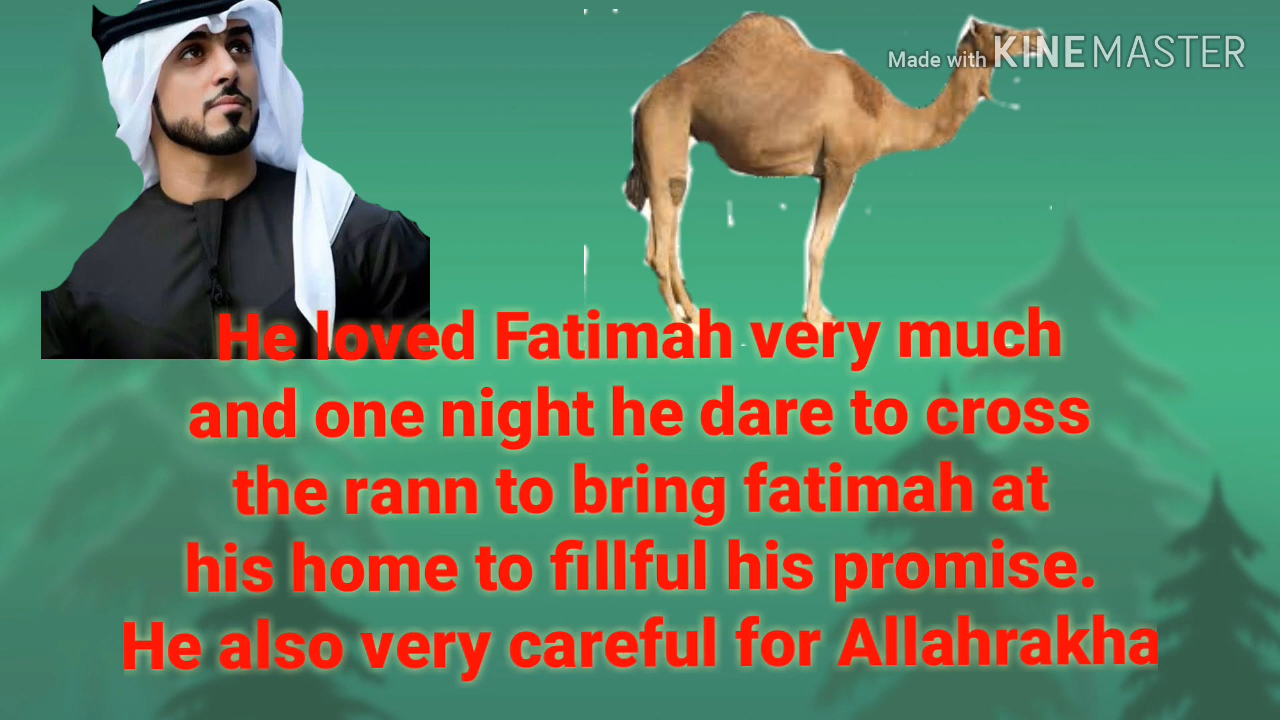 Made with KINEMASTER
He loved Fatimah very much
and one night he dare to cross
the rann to bring fatimah at
his home to fillful his promise.
He also very careful for Allahrakha